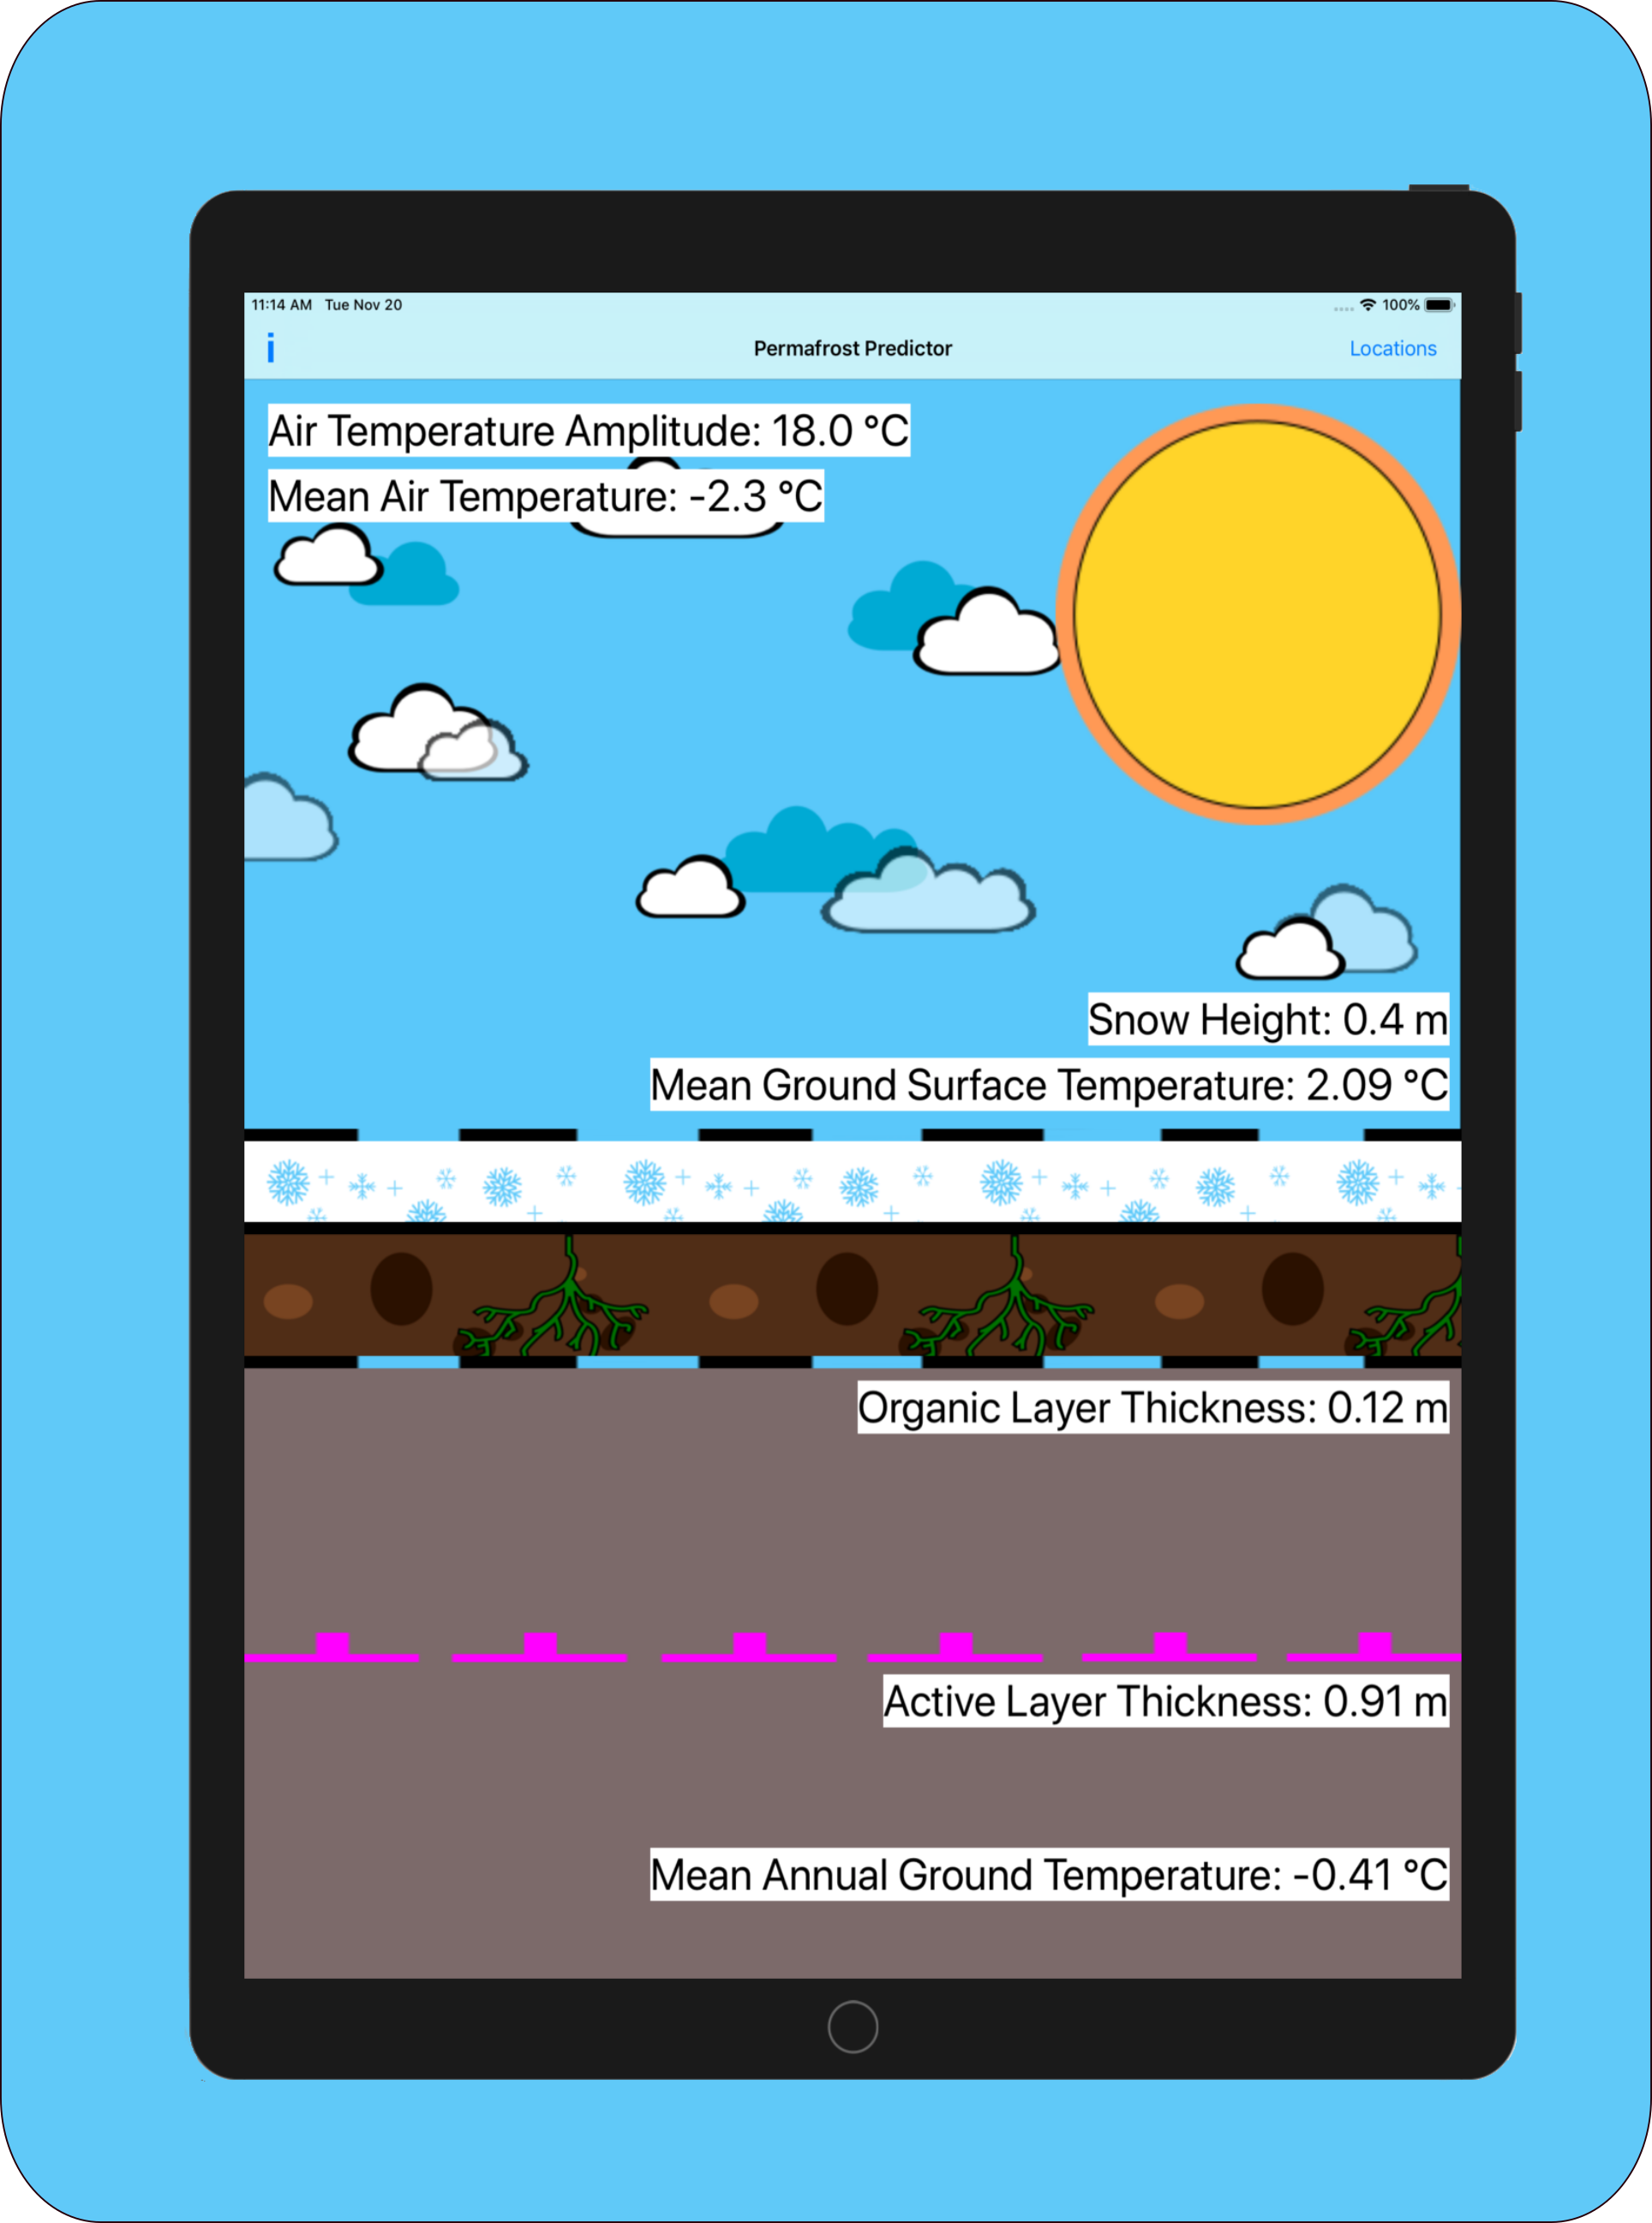 11:14 AM Tue Nov 20
100%
i
Permafrost Predictor
Locations
Air Temperature Amplitude: 18.0 °C
Mean Air Temperature: -2.3 °C
Snow Height: 0.4 m
Mean Ground Surface Temperature: 2.09 °C
Organic Layer Thickness: 0.12 m
Active Layer Thickness: 0.91 m
Mean Annual Ground Temperature: -0.41 °C